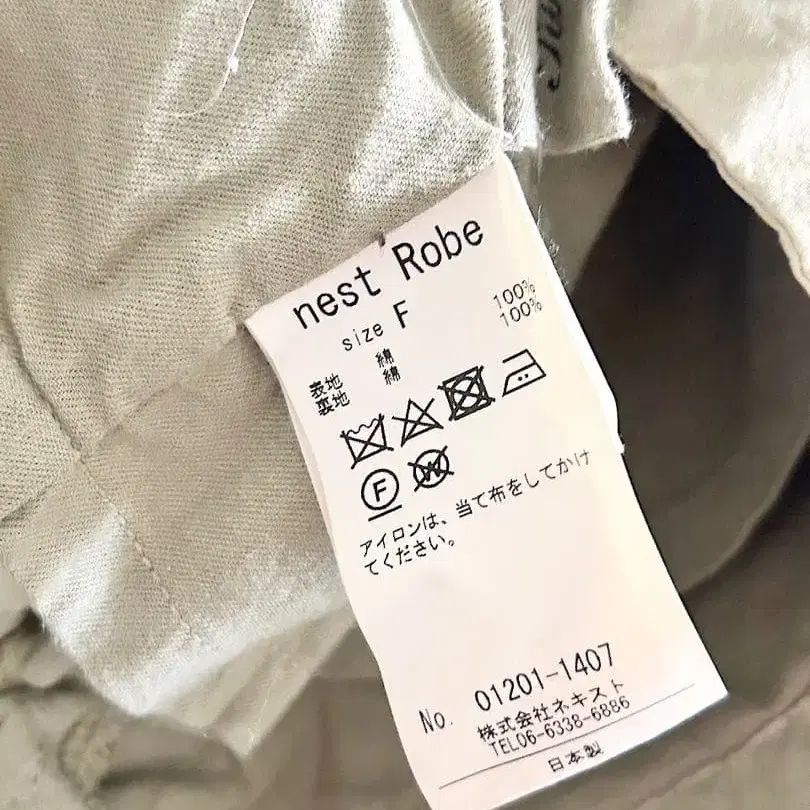 nest Robe
size F
表地 綿 100%
裏地 綿 100%
F W
アイロンは、当て布をしてかけ
てください。
No. 01201-1407
株式会社ネキスト
TEL06-6338-6886
日本製